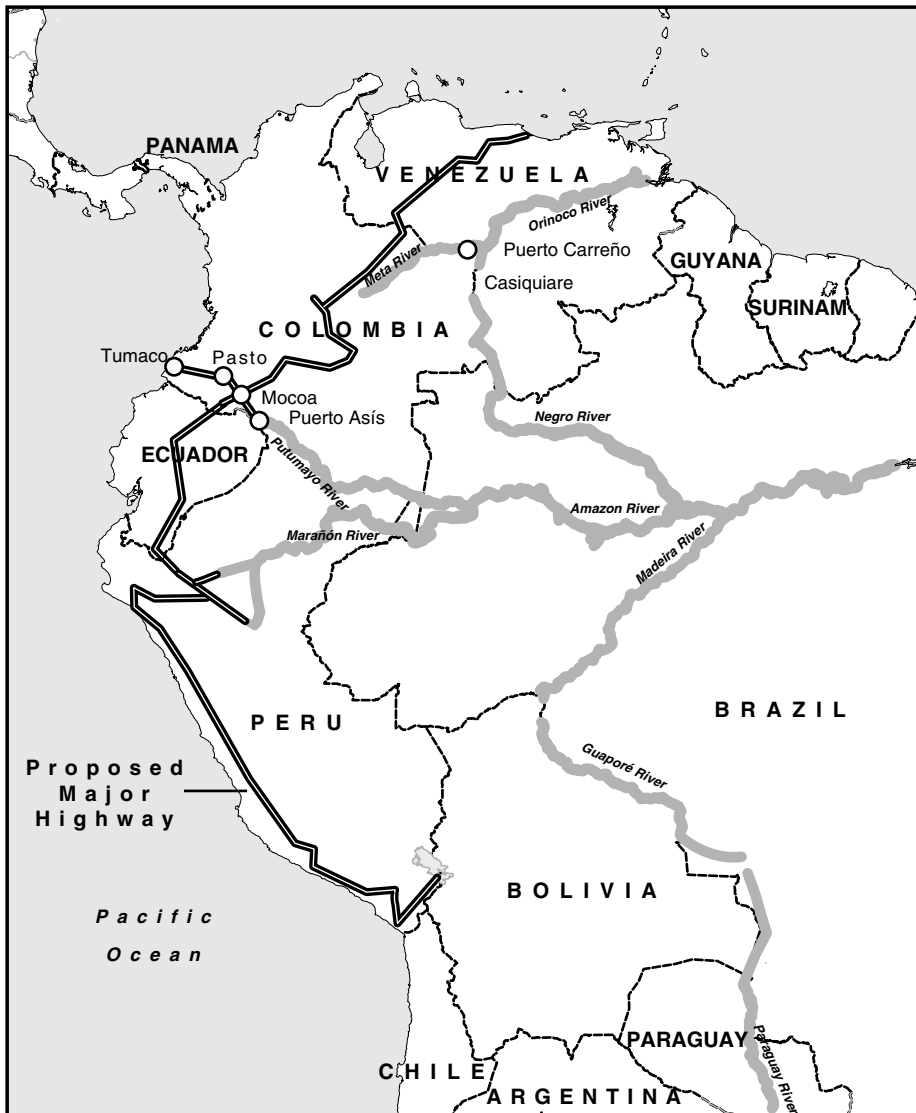 PANAMA
VENEZUELA
Orinoco River
Puerto Carreño
Meta River
Casiquiare
GUYANA
SURINAM
COLOMBIA
Tumaco
Pasto
Mocoa
Puerto Asís
Negro River
ECUADOR
Putumayo River
Amazon River
Marañón River
Madeira River
PERU
BRAZIL
Guaporé River
Proposed
Major
Highway
BOLIVIA
Pacific
Ocean
PARAGUAY
Paraguay River
CHILE
ARGENTINA